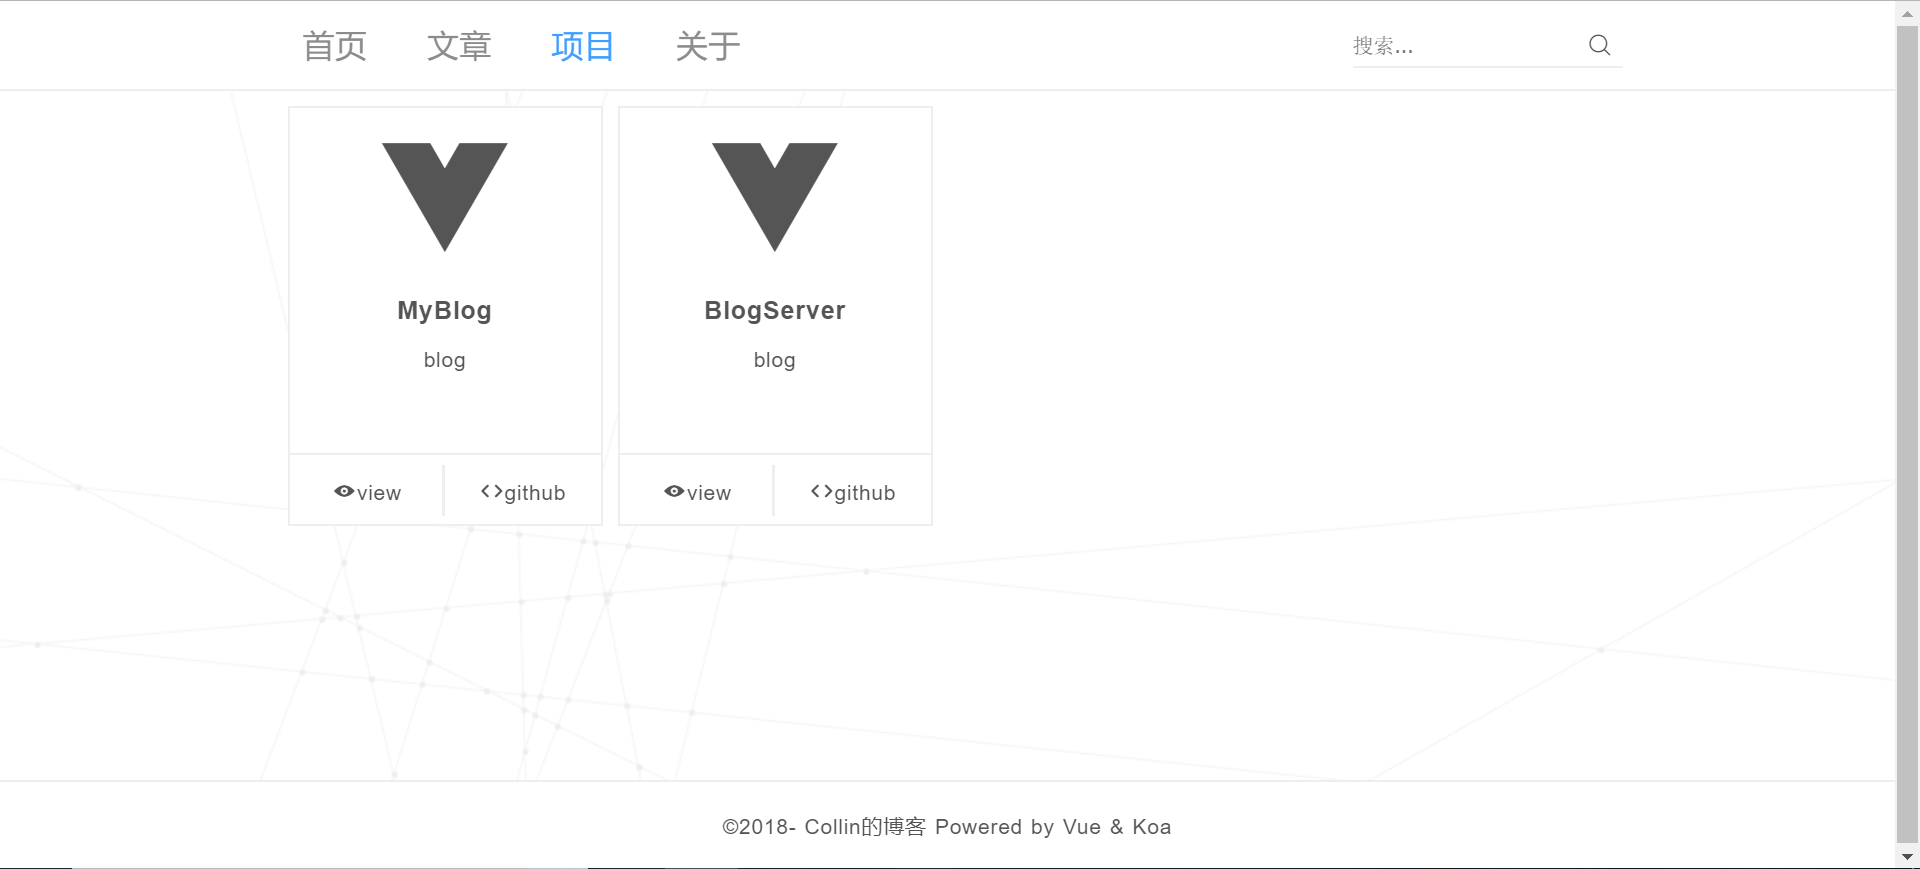 首页 文章 项目 关于 搜索...
MyBlog
blog
view github
BlogServer
blog
view github
©2018- Collin的博客 Powered by Vue & Koa